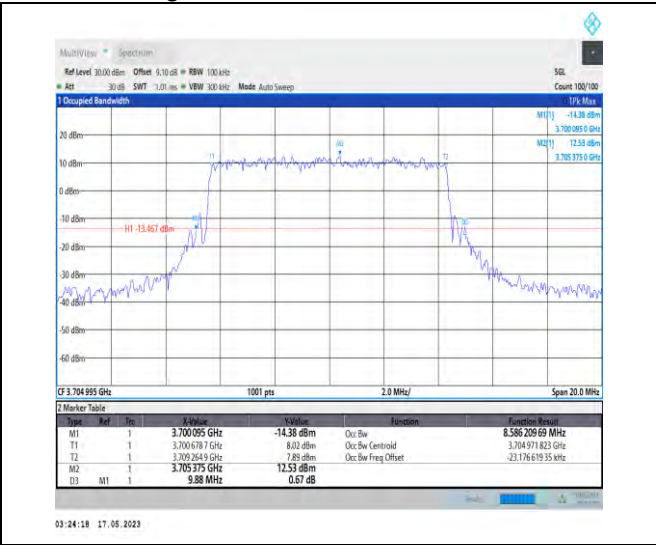 MultiView Spectrum
Ref Level 30.00 dBm Offset 9.10 dB RBW 100 kHz SGL
Att 30 dB SWT 1.01 ms VBW 300 kHz Mode Auto Sweep Count 100/100
1 Occupied Bandwidth 1Pk Max
M1[1] -14.38 dBm
3.700 095 0 GHz
M2[1] 12.53 dBm
3.705 375 0 GHz
20 dBm
M2
T1 T2
10 dBm
0 dBm
-10 dBm
H1 -13.467 dBm
-20 dBm
-30 dBm
-40 dBm
-50 dBm
-60 dBm
CF 3.704 995 GHz 1001 pts 2.0 MHz/ Span 20.0 MHz
2 Marker Table
Type Ref Trc X-Value Y-Value Function Function Result
M1 1 3.700 095 GHz -14.38 dBm Occ Bw 8.586 209 69 MHz
T1 1 3.700 678 7 GHz 8.02 dBm Occ Bw Centroid 3.704 971 823 GHz
T2 1 3.709 264 9 GHz 7.89 dBm Occ Bw Freq Offset -23.176 619 35 kHz
M2 1 3.705 375 GHz 12.53 dBm
D3 M1 1 9.88 MHz 0.67 dB
03:24:18 17.05.2023